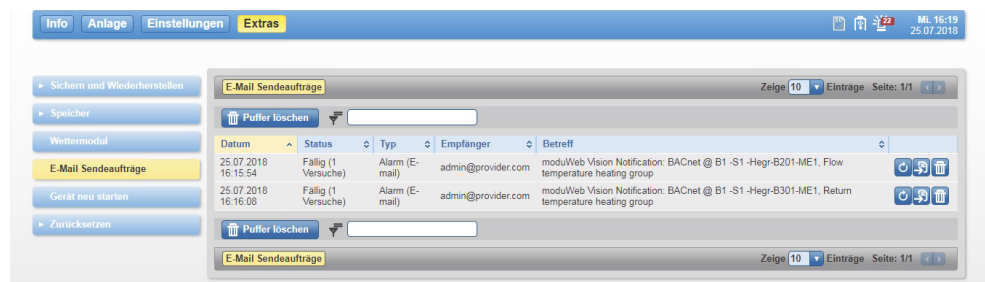 Info Anlage Einstellungen Extras 22 Mi. 16:19
25.07.2018
Sichern und Wiederherstellen
Speicher
Wettermodul
E-Mail Sendeaufträge
Gerät neu starten
Zurücksetzen
E-Mail Sendeaufträge Zeige 10 Einträge Seite: 1/1
Puffer löschen
Datum Status Typ Empfänger Betreff
25.07.2018 Fällig (1 Alarm (E- admin@provider.com moduWeb Vision Notification: BACnet @ B1 -S1 -Hegr-B201-ME1, Flow
16:15:54 Versuche) mail) temperature heating group
25.07.2018 Fällig (1 Alarm (E- admin@provider.com moduWeb Vision Notification: BACnet @ B1 -S1 -Hegr-B301-ME1, Return
16:16:08 Versuche) mail) temperature heating group
Puffer löschen
E-Mail Sendeaufträge Zeige 10 Einträge Seite: 1/1